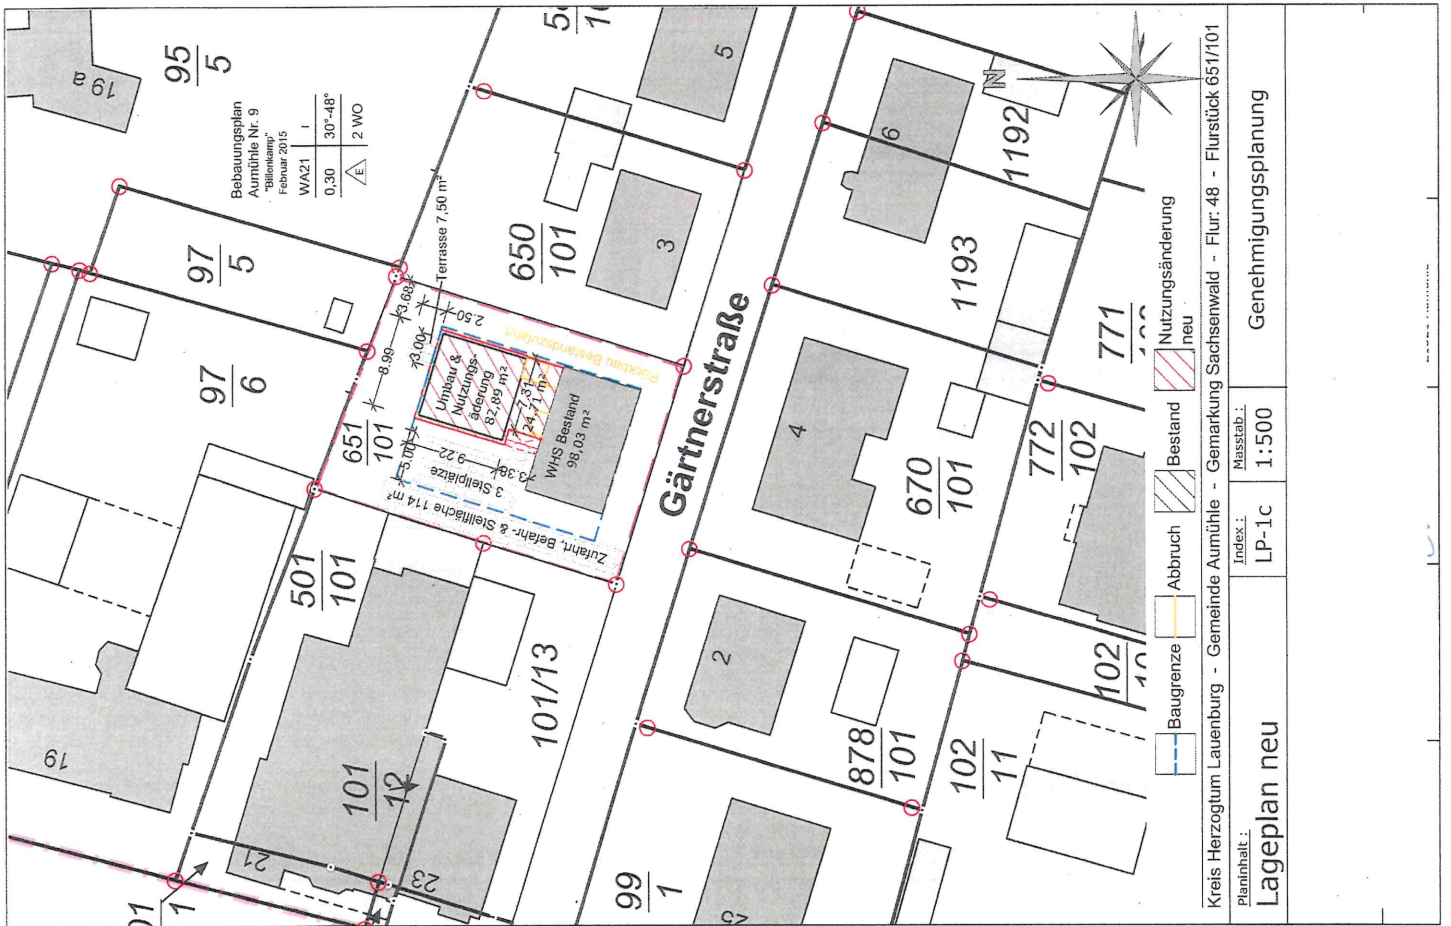 Bebauungsplan
Aumühle Nr. 9
"Billenkamp"
Februar 2015
WA21 I
0,30 30°-48°
E 2 WO
19 a
95
5
97
5
97
6
5
3
650
101
651
101
501
101
101/13
101
12
19
21
23
01
1
99
1
25
878
101
102
11
2
4
670
101
772
102
771
102
1193
1192
6
Terrasse 7,50 m²
3.68
8.99
3.00
2.50
5.00
9.22
3.38
7.31
24,71 m²
Umbau &
Nutzungs-
äderung
82,89 m²
WHS Bestand
98,03 m²
3 Stellplätze
Zufahrt, Befahr- & Stellfläche 114 m²
Rückbau Bestandszufahrt
Gärtnerstraße
N
Baugrenze
Abbruch
Bestand
Nutzungsänderung
neu
Kreis Herzogtum Lauenburg - Gemeinde Aumühle - Gemarkung Sachsenwald - Flur: 48 - Flurstück 651/101
Planinhalt :
Lageplan neu
Index :
LP-1c
Masstab :
1:500
Genehmigungsplanung